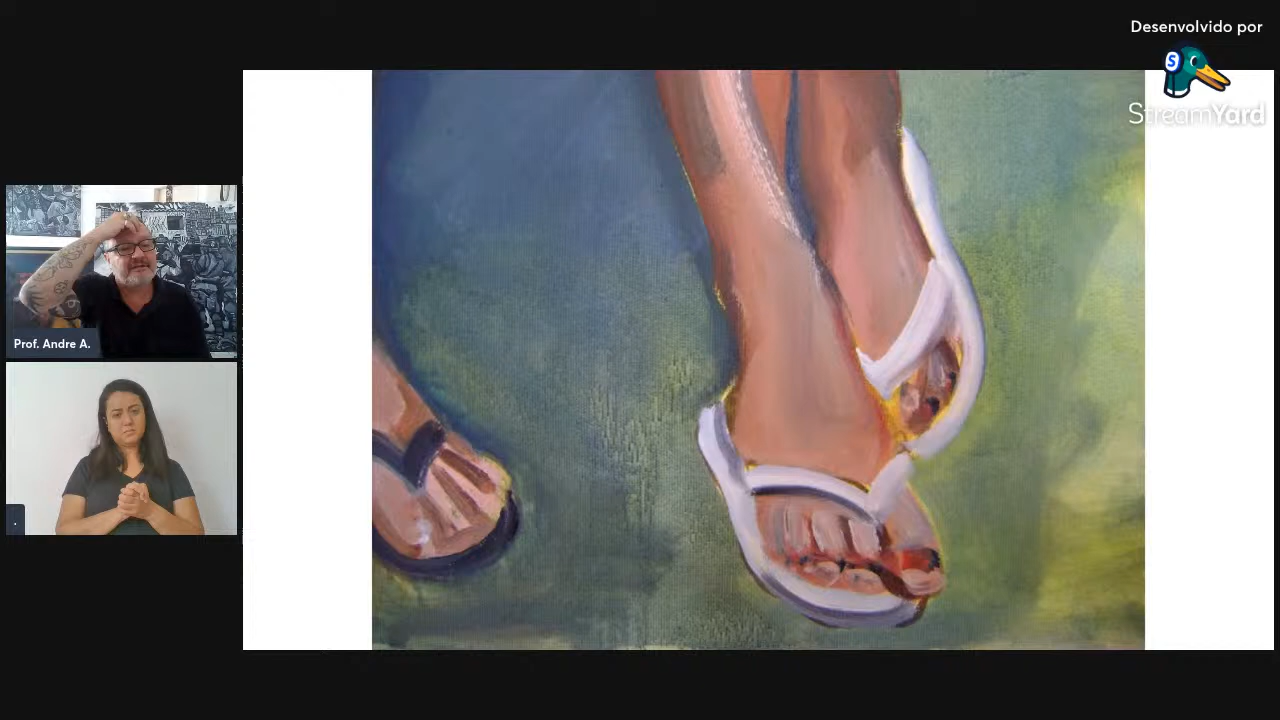 Desenvolvido por
S
StreamYard
Prof. Andre A.
.